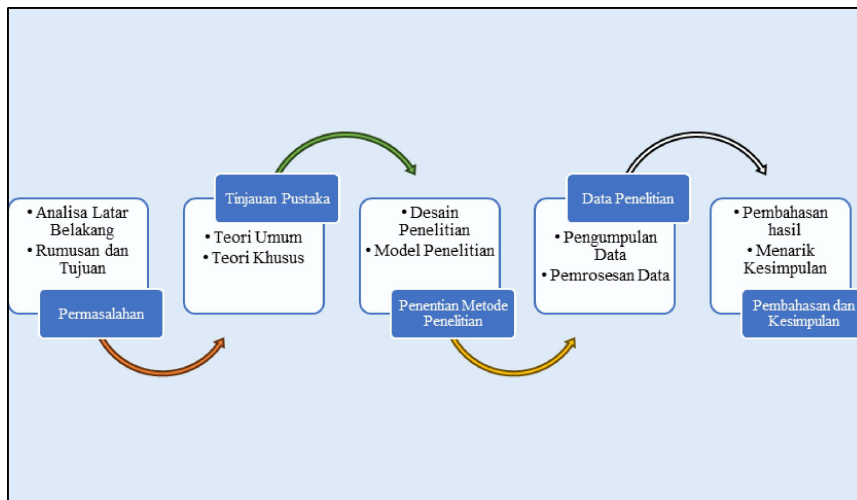 • Analisa Latar
Belakang
• Rumusan dan
Tujuan
Permasalahan
Tinjauan Pustaka
• Teori Umum
• Teori Khusus
• Desain
Penelitian
• Model Penelitian
Penentian Metode
Penelitian
Data Penelitian
• Pengumpulan
Data
• Pemrosesan Data
• Pembahasan
hasil
• Menarik
Kesimpulan
Pembahasan dan
Kesimpulan